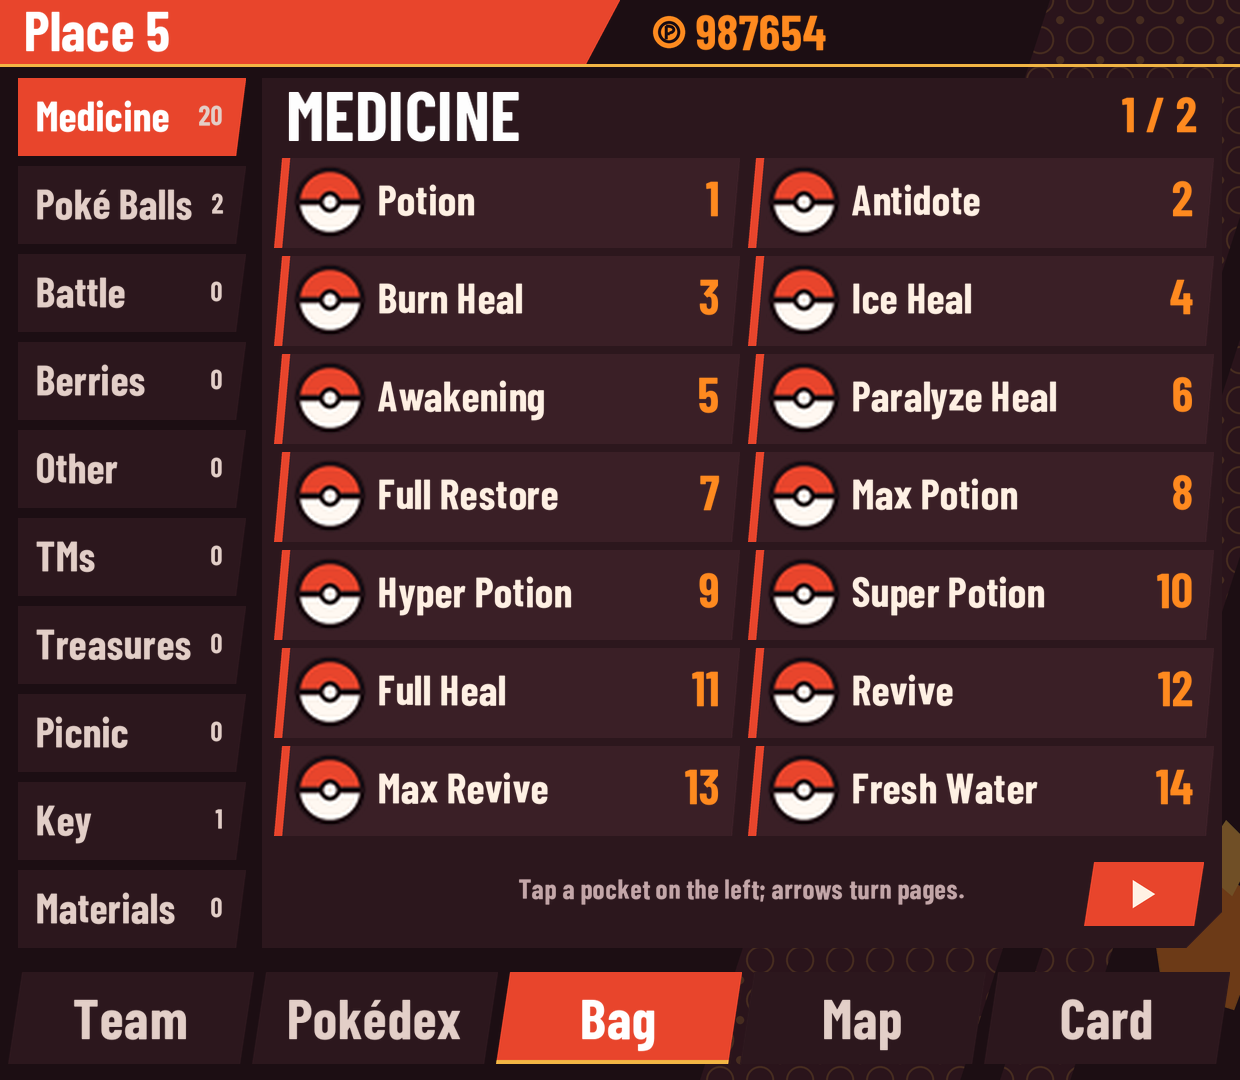 Place 5
987654
Medicine 20
Poké Balls 2
Battle 0
Berries 0
Other 0
TMs 0
Treasures 0
Picnic 0
Key 1
Materials 0
MEDICINE
1 / 2
Potion 1
Antidote 2
Burn Heal 3
Ice Heal 4
Awakening 5
Paralyze Heal 6
Full Restore 7
Max Potion 8
Hyper Potion 9
Super Potion 10
Full Heal 11
Revive 12
Max Revive 13
Fresh Water 14
Tap a pocket on the left; arrows turn pages.
Team
Pokédex
Bag
Map
Card